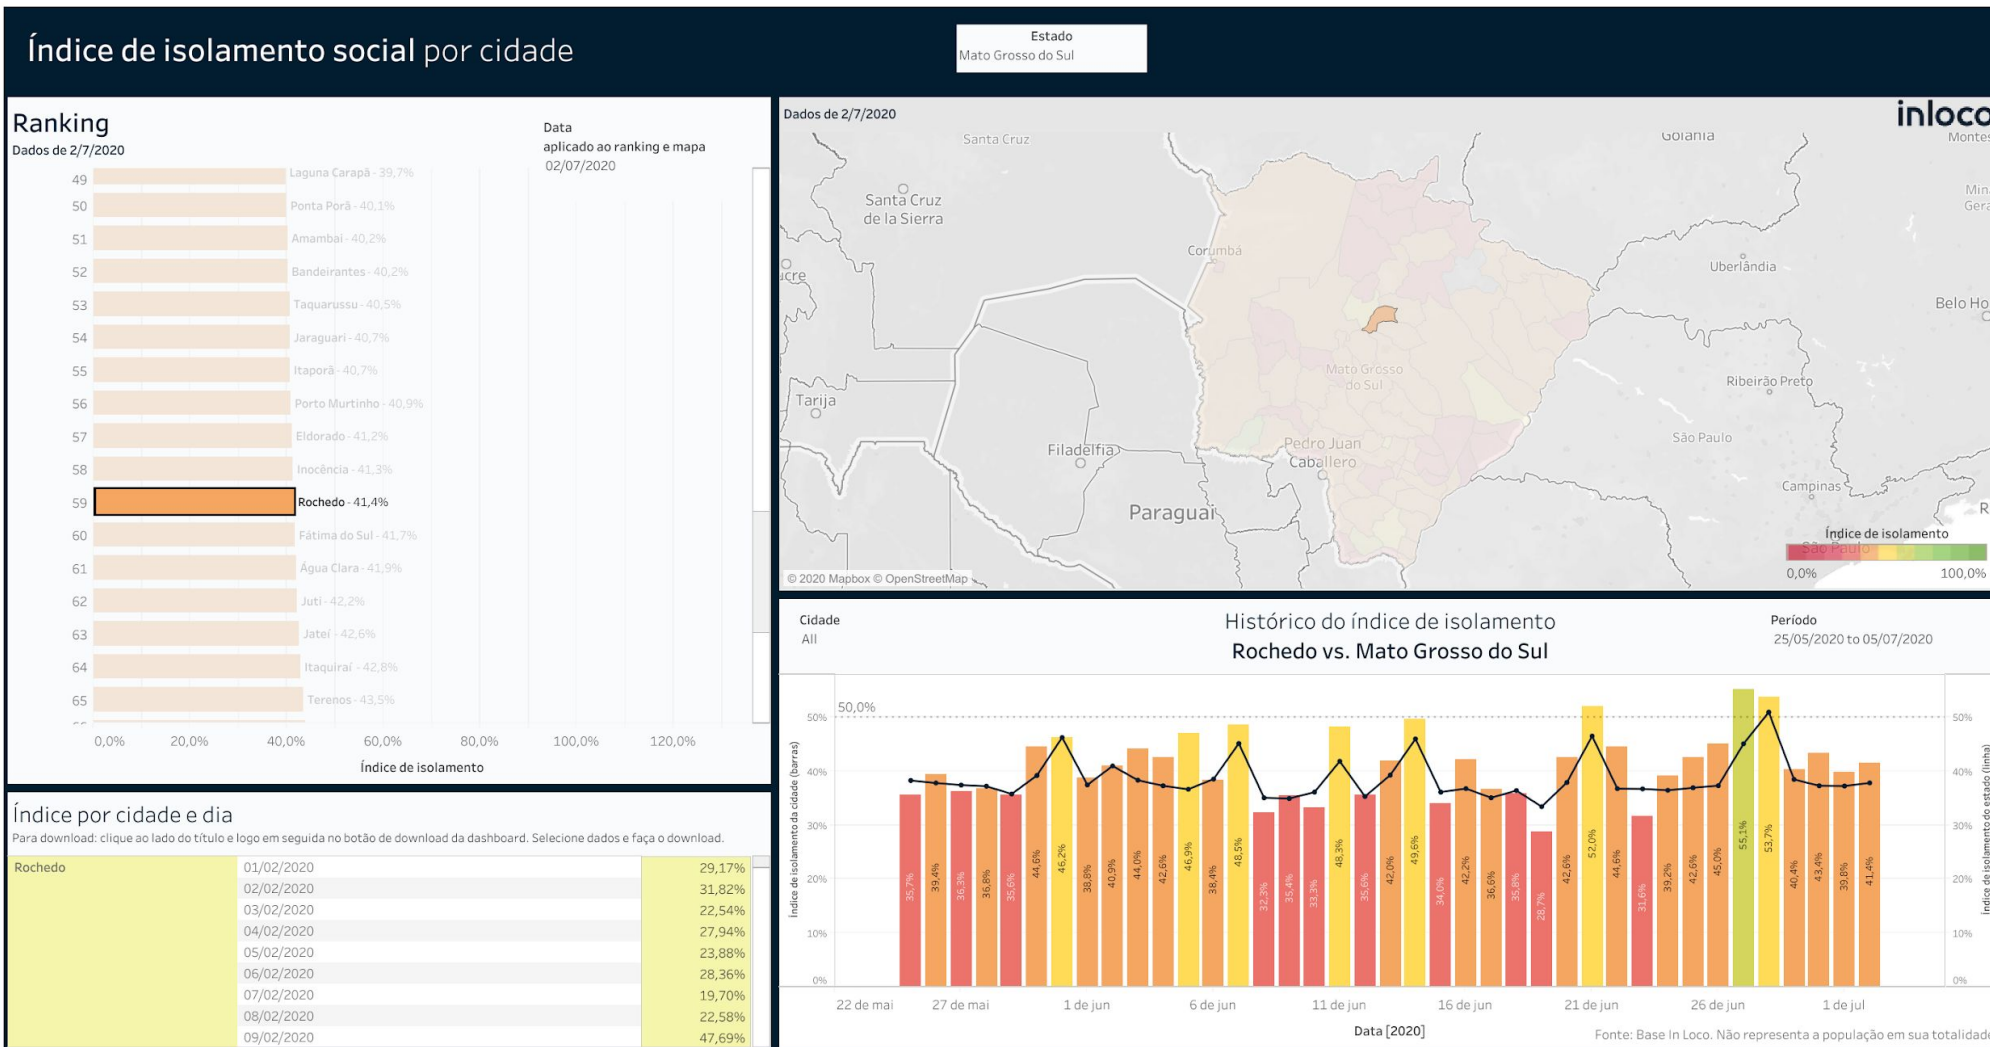 Índice de isolamento social por cidade
Estado
Mato Grosso do Sul
Ranking
Dados de 2/7/2020
Data
aplicado ao ranking e mapa
02/07/2020
49 Laguna Carapã - 39,7%
50 Ponta Porã - 40,1%
51 Amambai - 40,2%
52 Bandeirantes - 40,2%
53 Taquarussu - 40,5%
54 Jaraguari - 40,7%
55 Itaporã - 40,7%
56 Porto Murtinho - 40,9%
57 Eldorado - 41,2%
58 Inocência - 41,3%
59 Rochedo - 41,4%
60 Fátima do Sul - 41,7%
61 Água Clara - 41,9%
62 Juti - 42,2%
63 Jateí - 42,6%
64 Itaquiraí - 42,8%
65 Terenos - 43,5%
0,0% 20,0% 40,0% 60,0% 80,0% 100,0% 120,0%
Índice de isolamento
Índice por cidade e dia
Para download: clique ao lado do título e logo em seguida no botão de download da dashboard. Selecione dados e faça o download.
Rochedo 01/02/2020 29,17%
02/02/2020 31,82%
03/02/2020 22,54%
04/02/2020 27,94%
05/02/2020 23,88%
06/02/2020 28,36%
07/02/2020 19,70%
08/02/2020 22,58%
09/02/2020 47,69%
Dados de 2/7/2020
inloco
Santa Cruz
Goiânia
Montes
Santa Cruz
de la Sierra
Min
Gera
Corumbá
ucre
Uberlândia
Belo Ho
Mato Grosso
do Sul
Ribeirão Preto
Tarija
São Paulo
Pedro Juan
Caballero
Filadélfia
Campinas
Paraguai
R
Índice de isolamento
São Paulo
0,0% 100,0%
© 2020 Mapbox © OpenStreetMap
Cidade
All
Histórico do índice de isolamento
Rochedo vs. Mato Grosso do Sul
Período
25/05/2020 to 05/07/2020
Índice de isolamento da cidade (barras)
50% 40% 30% 20% 10% 0%
50,0%
35,7% 39,4% 36,3% 36,8% 35,6% 44,6% 46,2% 38,8% 40,9% 44,0% 42,6% 46,9% 38,4% 48,5% 32,3% 35,4% 33,3% 48,3% 35,6% 42,0% 49,6% 34,0% 42,2% 36,6% 35,8% 28,7% 42,6% 52,0% 44,6% 31,6% 39,2% 42,6% 45,0% 55,1% 53,7% 40,4% 43,4% 39,8% 41,4%
50% 40% 30% 20% 10% 0%
Índice de isolamento do estado (linha)
22 de mai 27 de mai 1 de jun 6 de jun 11 de jun 16 de jun 21 de jun 26 de jun 1 de jul
Data [2020]
Fonte: Base In Loco. Não representa a população em sua totalidade